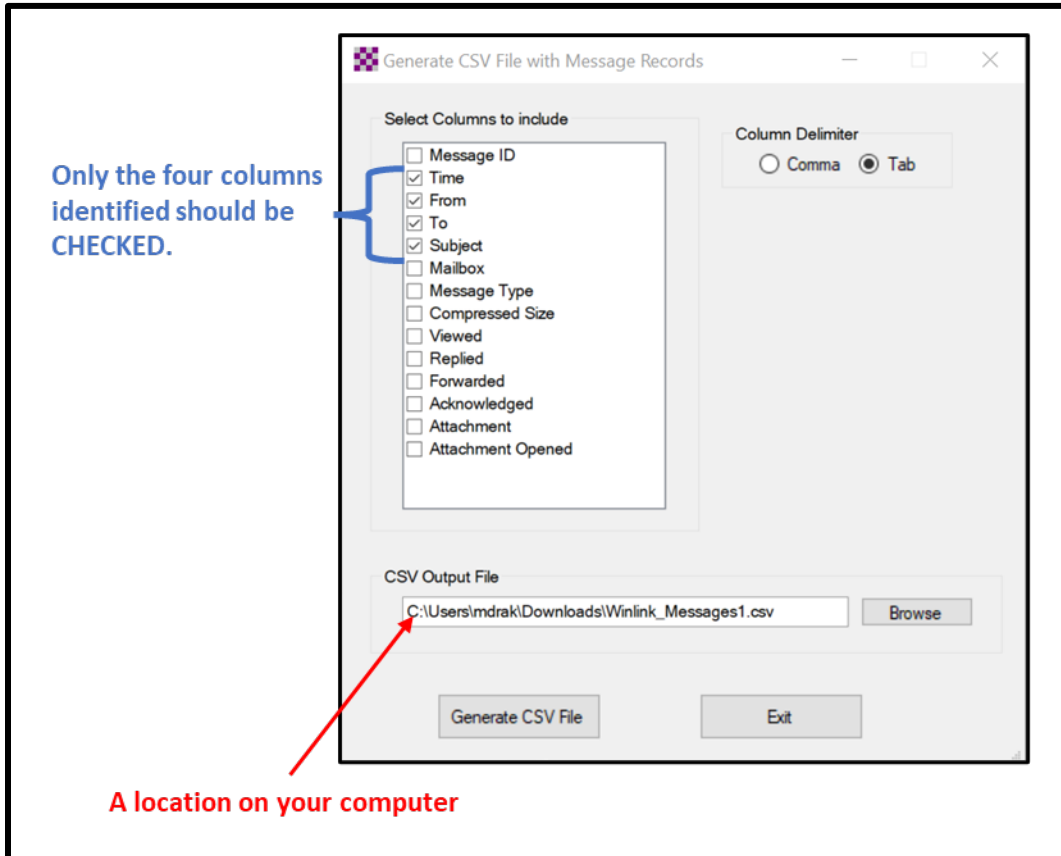 Generate CSV File with Message Records
Select Columns to include
Column Delimiter
Comma
Tab
Message ID
Time
From
To
Subject
Mailbox
Message Type
Compressed Size
Viewed
Replied
Forwarded
Acknowledged
Attachment
Attachment Opened
Only the four columns
identified should be
CHECKED.
CSV Output File
C:\Users\mdrak\Downloads\Winlink_Messages1.csv
Browse
Generate CSV File
Exit
A location on your computer